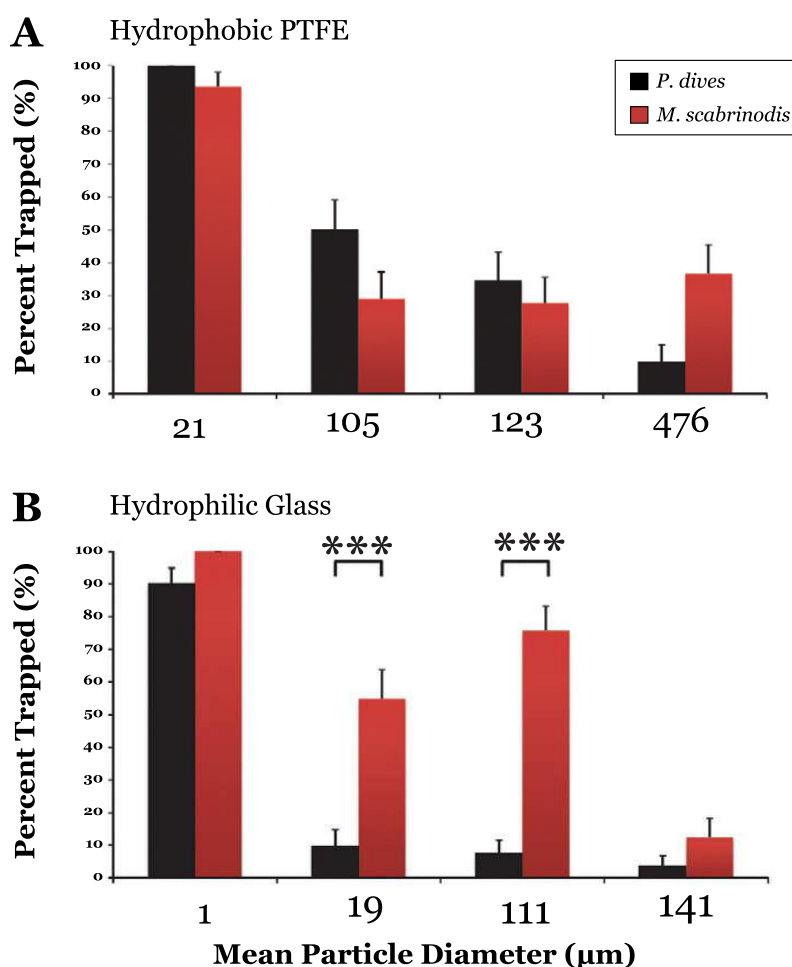 A Hydrophobic PTFE
Percent Trapped (%)
100
90
80
70
60
50
40
30
20
10
0
P. dives
M. scabrinodis
21 105 123 476
B Hydrophilic Glass
Percent Trapped (%)
100
90
80
70
60
50
40
30
20
10
0
*** ***
1 19 111 141
Mean Particle Diameter (μm)